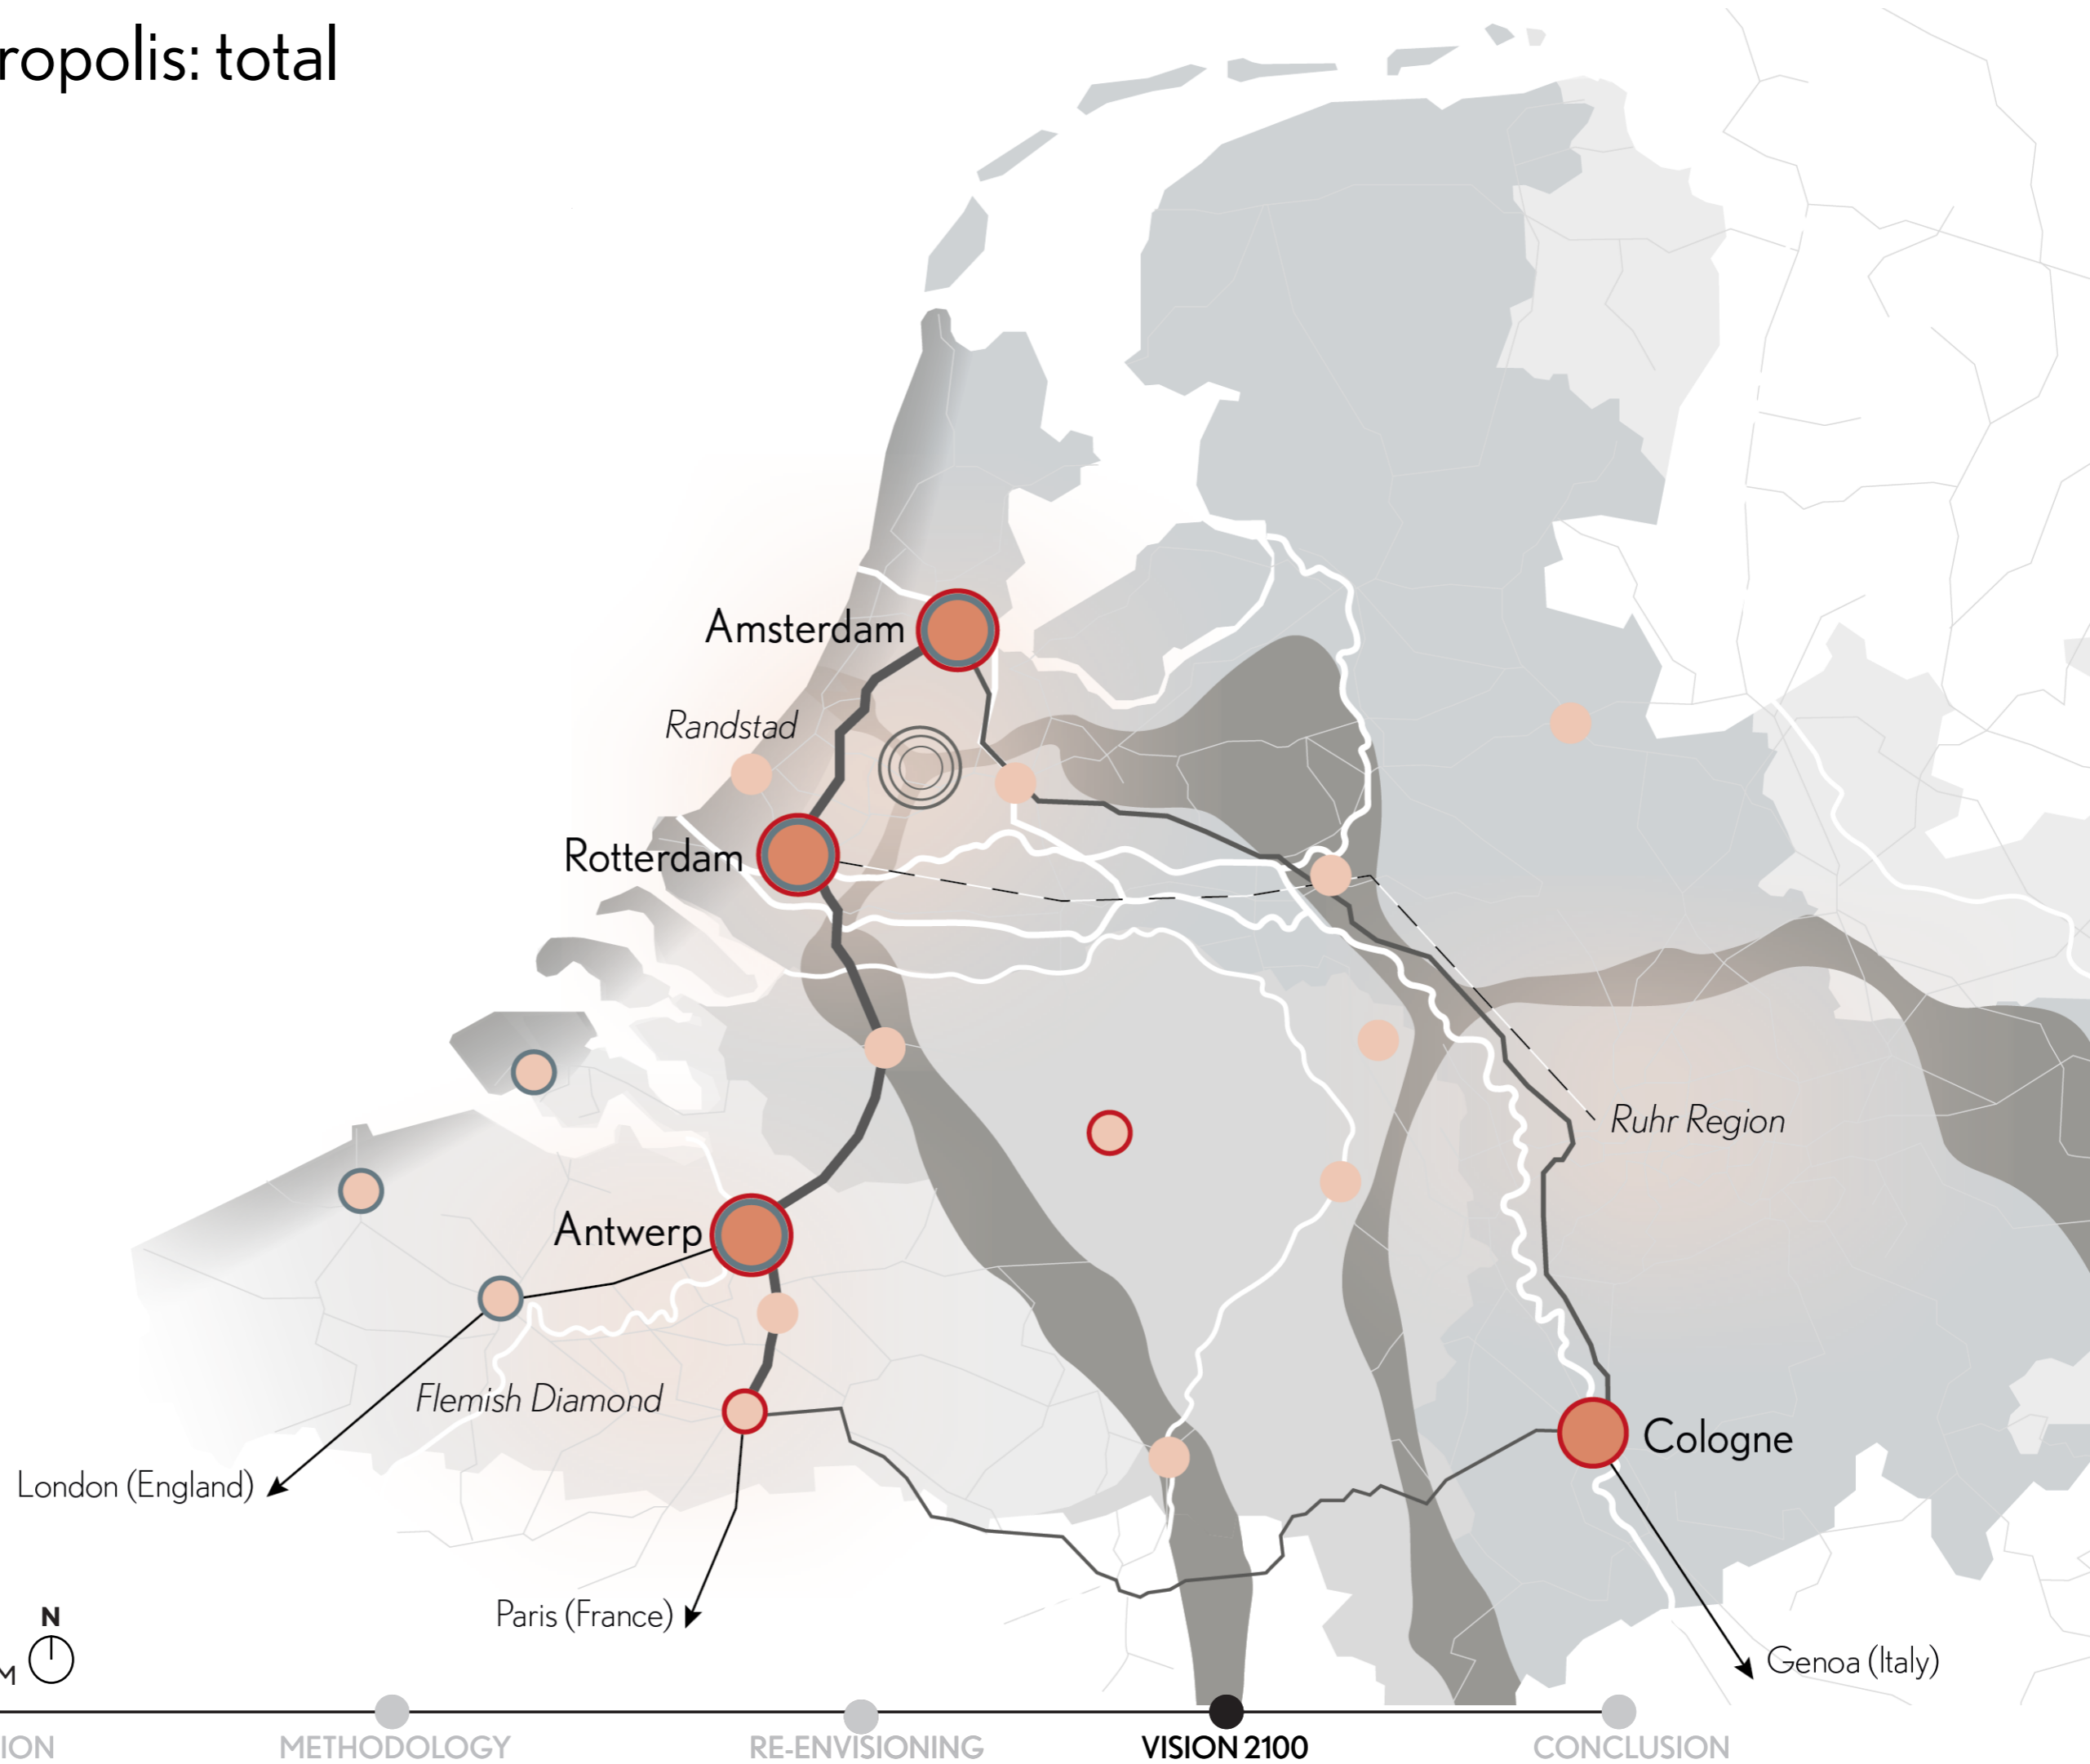 ropolis: total
Amsterdam
Randstad
Rotterdam
Ruhr Region
Antwerp
Flemish Diamond
Cologne
London (England)
Paris (France)
N
M
Genoa (Italy)
ION
METHODOLOGY
RE-ENVISIONING
VISION 2100
CONCLUSION